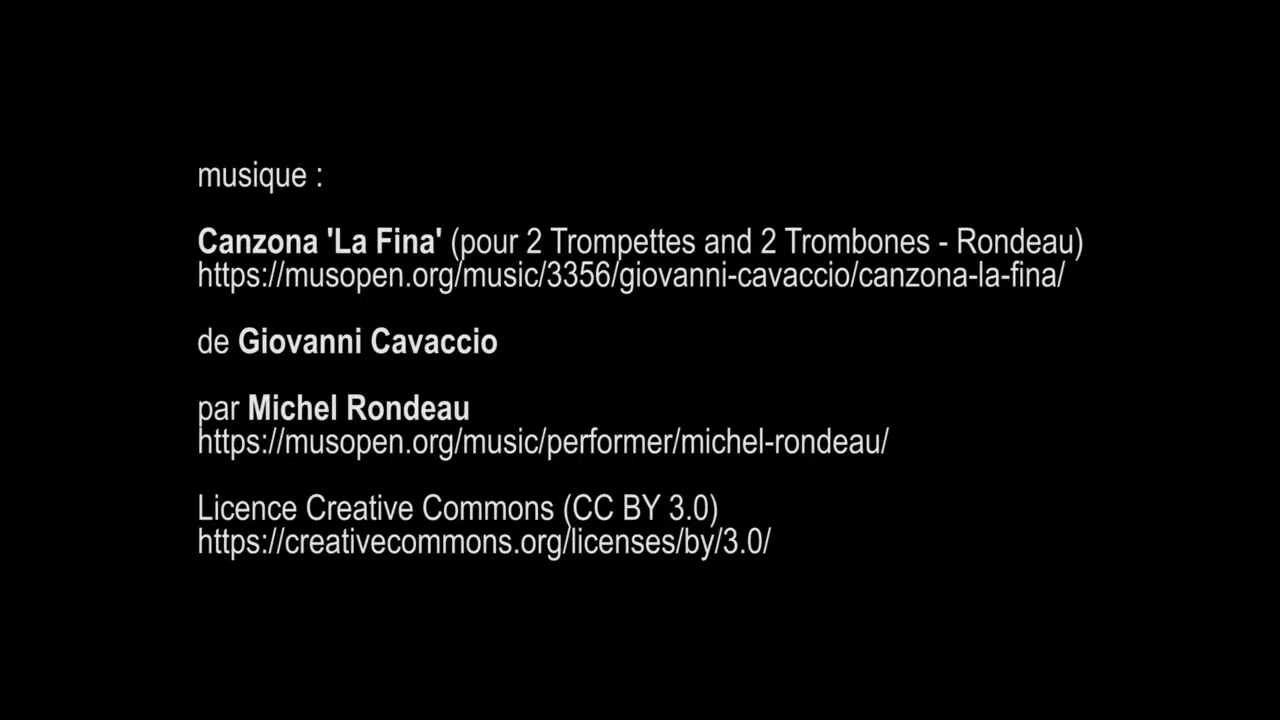 musique :
Canzona 'La Fina' (pour 2 Trompettes and 2 Trombones - Rondeau)
https://musopen.org/music/3356/giovanni-cavaccio/canzona-la-fina/
de Giovanni Cavaccio
par Michel Rondeau
https://musopen.org/music/performer/michel-rondeau/
Licence Creative Commons (CC BY 3.0)
https://creativecommons.org/licenses/by/3.0/